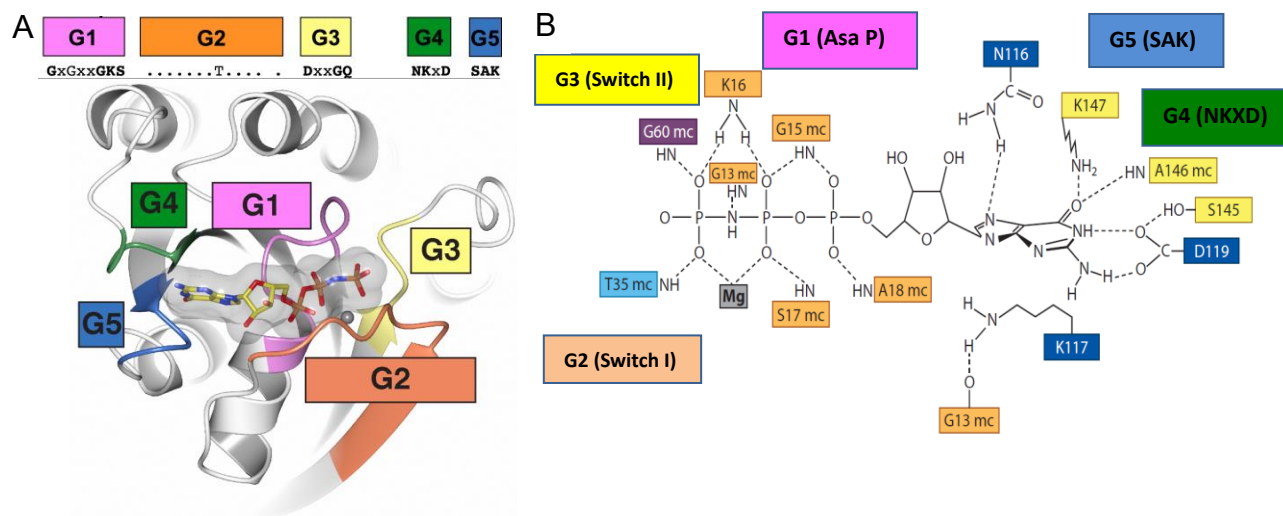 A
G1 G2 G3 G4 G5
GxGxxGKS .......T.... . DxxGQ NKxD SAK
G4
G1
G3
G5
G2
B
G1 (Asa P)
G5 (SAK)
G3 (Switch II)
N116
K16
K147
G4 (NKXD)
G60 mc
G15 mc
A146 mc
G13 mc
S145
D119
T35 mc
Mg
S17 mc
A18 mc
K117
G2 (Switch I)
G13 mc
C
O
N
HN
H
H
H
HN
HN
HN
HO
OH
NH2
HN
O
O
O
O
HN
N
O
NH
O
HO
O
P
N
P
O
P
O
O
N
N
C
H
O
O
O
N
H
O
NH
HN
HN
H
N
H
H
O